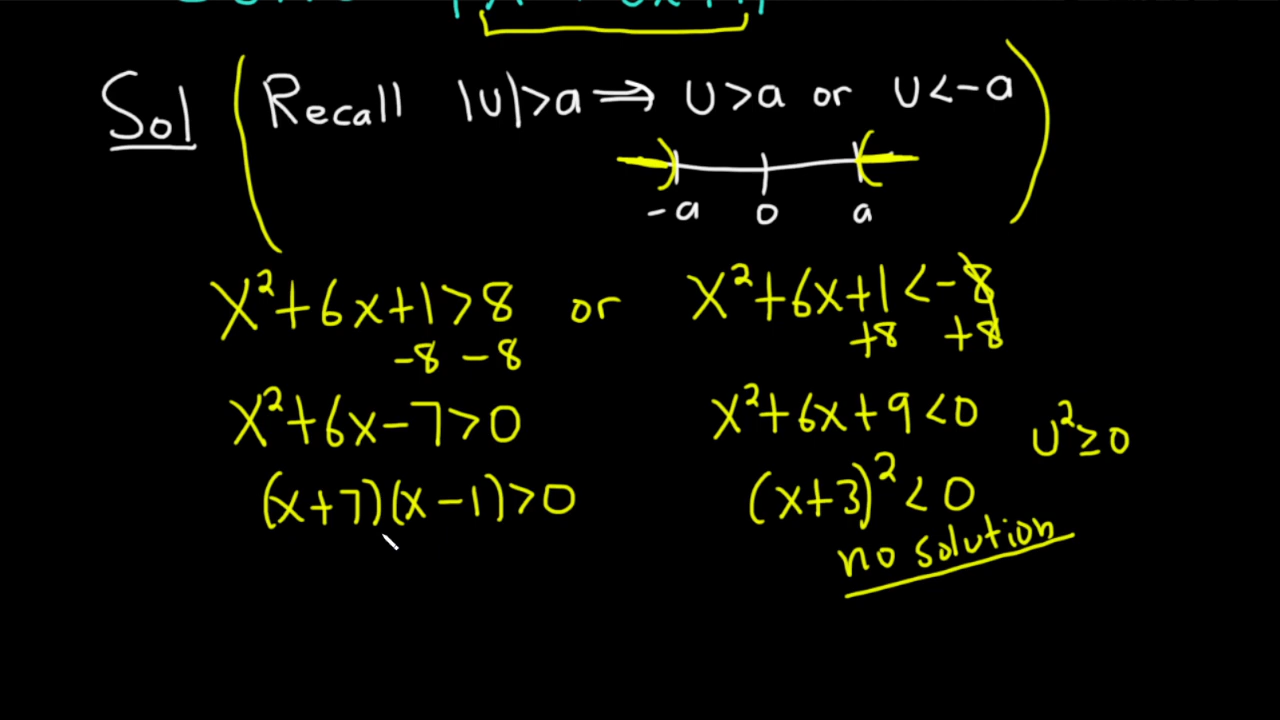 Sol (Recall |u|>a ⟹ u>a or u<-a)
-a 0 a
x²+6x+1>8 or x²+6x+1<-8
-8 -8 +8 +8
x²+6x-7>0 x²+6x+9<0 u²≥0
(x+7)(x-1)>0 (x+3)²<0
no solution